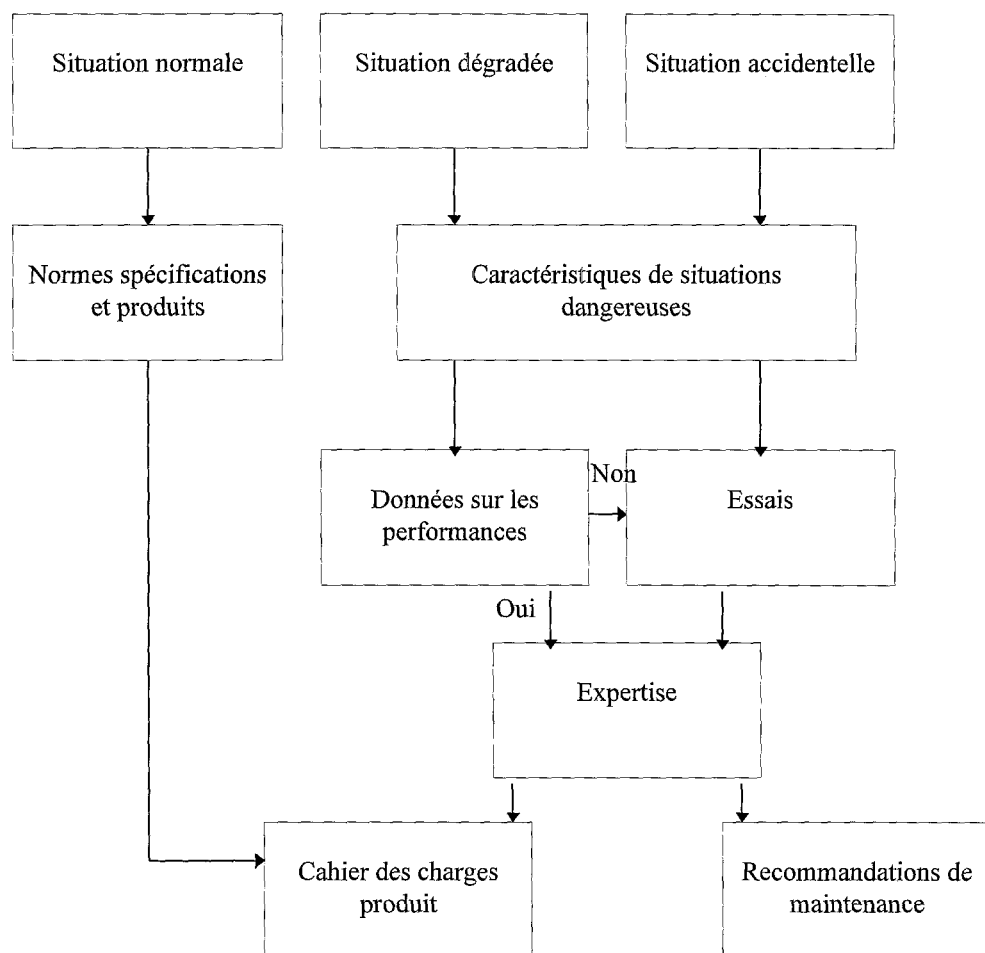 Situation normale
Situation dégradée
Situation accidentelle
Normes spécifications
et produits
Caractéristiques de situations
dangereuses
Données sur les
performances
Non
Essais
Oui
Expertise
Cahier des charges
produit
Recommandations de
maintenance